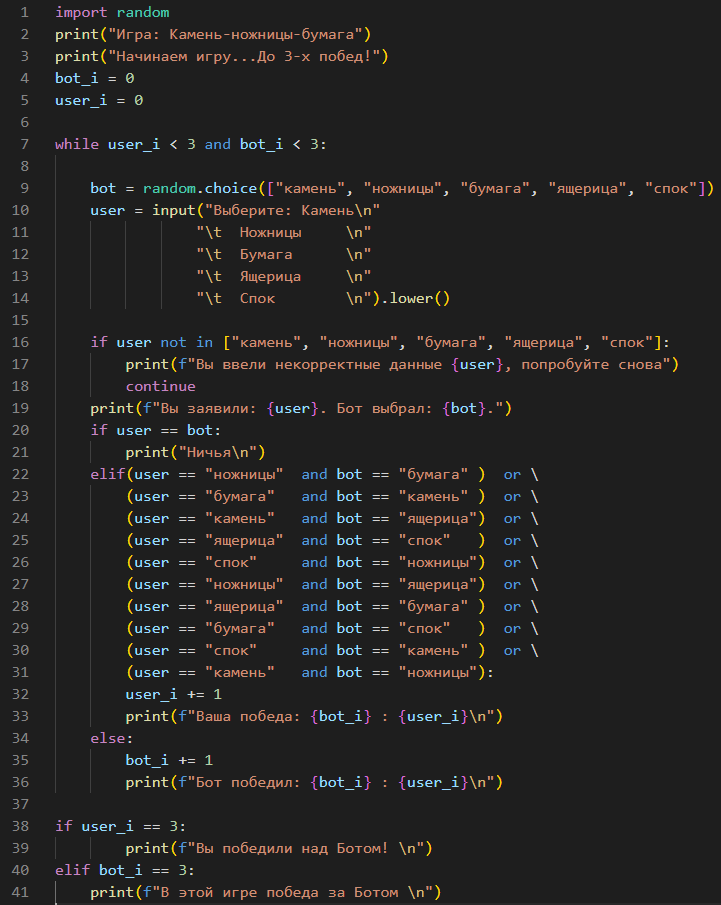 1 import random
2 print("Игра: Камень-ножницы-бумага")
3 print("Начинаем игру...До 3-х побед!")
4 bot_i = 0
5 user_i = 0
6
7 while user_i < 3 and bot_i < 3:
8
9     bot = random.choice(["камень", "ножницы", "бумага", "ящерица", "спок"])
10     user = input("Выберите: Камень\n"
11                 "\t  Ножницы     \n"
12                 "\t  Бумага      \n"
13                 "\t  Ящерица     \n"
14                 "\t  Спок        \n").lower()
15
16     if user not in ["камень", "ножницы", "бумага", "ящерица", "спок"]:
17         print(f"Вы ввели некорректные данные {user}, попробуйте снова")
18         continue
19     print(f"Вы заявили: {user}. Бот выбрал: {bot}.")
20     if user == bot:
21         print("Ничья\n")
22     elif(user == "ножницы"  and bot == "бумага" )  or \
23         (user == "бумага"   and bot == "камень" )  or \
24         (user == "камень"   and bot == "ящерица")  or \
25         (user == "ящерица"  and bot == "спок"   )  or \
26         (user == "спок"     and bot == "ножницы")  or \
27         (user == "ножницы"  and bot == "ящерица")  or \
28         (user == "ящерица"  and bot == "бумага" )  or \
29         (user == "бумага"   and bot == "спок"   )  or \
30         (user == "спок"     and bot == "камень" )  or \
31         (user == "камень"   and bot == "ножницы"):
32         user_i += 1
33         print(f"Ваша победа: {bot_i} : {user_i}\n")
34     else:
35         bot_i += 1
36         print(f"Бот победил: {bot_i} : {user_i}\n")
37
38 if user_i == 3:
39         print(f"Вы победили над Ботом! \n")
40 elif bot_i == 3:
41     print(f"В этой игре победа за Ботом \n")